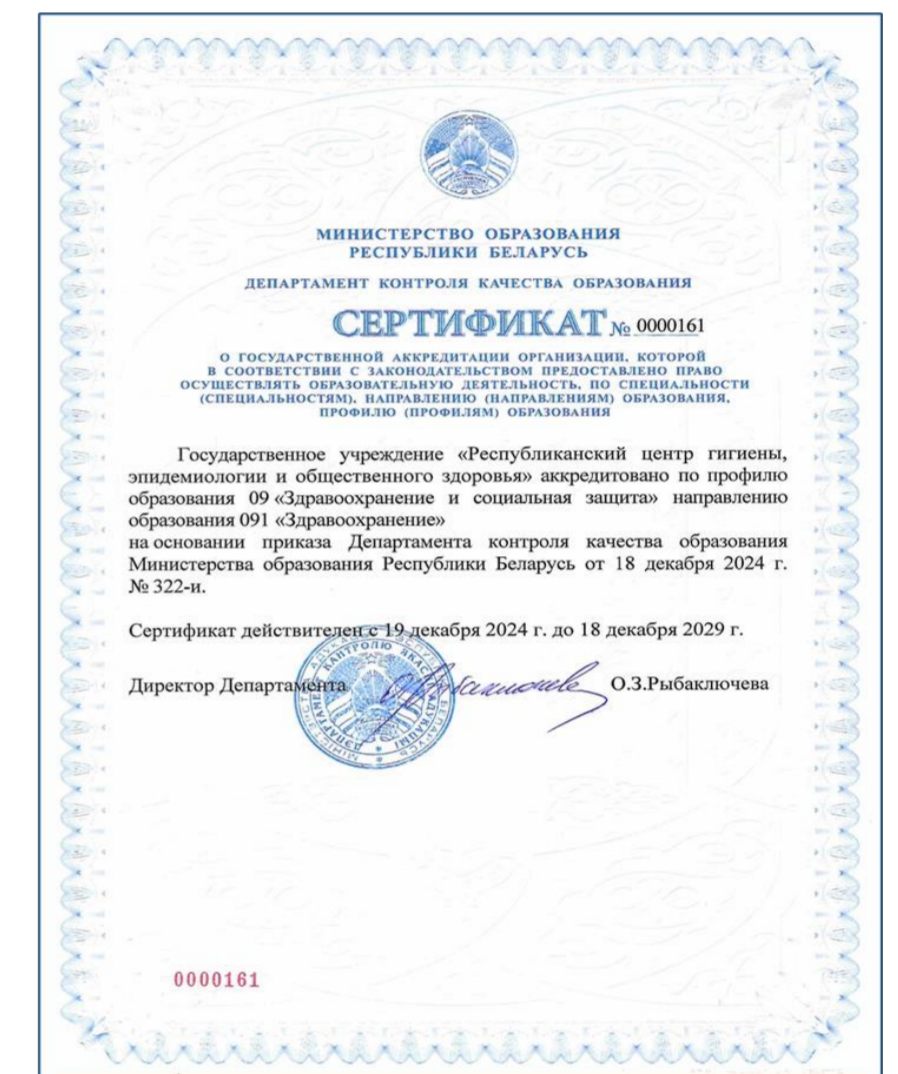 МИНИСТЕРСТВО ОБРАЗОВАНИЯ
РЕСПУБЛИКИ БЕЛАРУСЬ
ДЕПАРТАМЕНТ КОНТРОЛЯ КАЧЕСТВА ОБРАЗОВАНИЯ
СЕРТИФИКАТ № 0000161
О ГОСУДАРСТВЕННОЙ АККРЕДИТАЦИИ ОРГАНИЗАЦИИ, КОТОРОЙ
В СООТВЕТСТВИИ С ЗАКОНОДАТЕЛЬСТВОМ ПРЕДОСТАВЛЕНО ПРАВО
ОСУЩЕСТВЛЯТЬ ОБРАЗОВАТЕЛЬНУЮ ДЕЯТЕЛЬНОСТЬ, ПО СПЕЦИАЛЬНОСТИ
(СПЕЦИАЛЬНОСТЯМ), НАПРАВЛЕНИЮ (НАПРАВЛЕНИЯМ) ОБРАЗОВАНИЯ,
ПРОФИЛЮ (ПРОФИЛЯМ) ОБРАЗОВАНИЯ
Государственное учреждение «Республиканский центр гигиены,
эпидемиологии и общественного здоровья» аккредитовано по профилю
образования 09 «Здравоохранение и социальная защита» направлению
образования 091 «Здравоохранение»
на основании приказа Департамента контроля качества образования
Министерства образования Республики Беларусь от 18 декабря 2024 г.
№ 322-и.
Сертификат действителен с 19 декабря 2024 г. до 18 декабря 2029 г.
Директор Департамента О.З.Рыбаключева
0000161